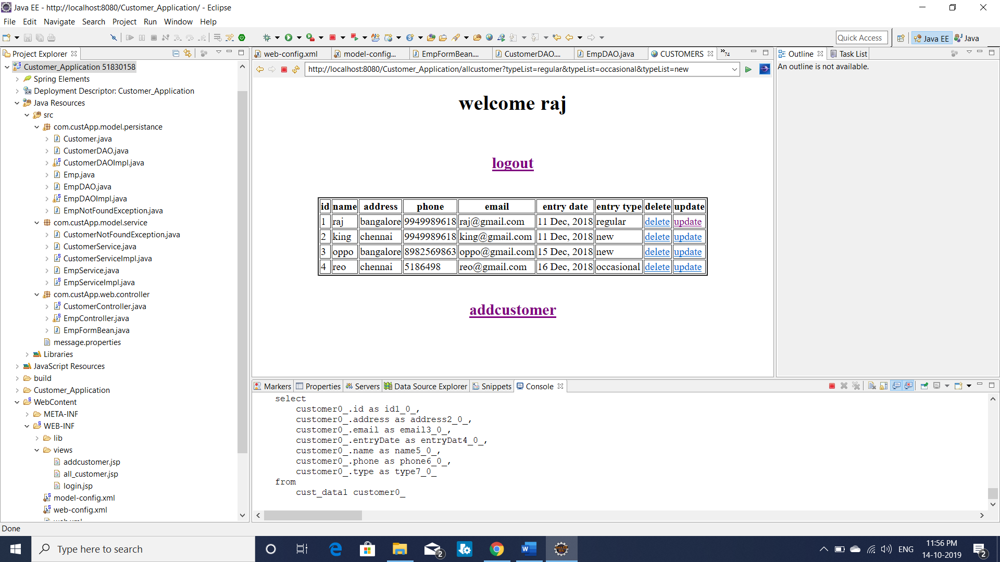 Java EE - http://localhost:8080/Customer_Application/ - Eclipse
File Edit Navigate Search Project Run Window Help
Quick Access
Java EE
Java
Project Explorer
Customer_Application 51830158
Spring Elements
Deployment Descriptor: Customer_Application
Java Resources
src
com.custApp.model.persistance
Customer.java
CustomerDAO.java
CustomerDAOImpl.java
Emp.java
EmpDAO.java
EmpDAOImpl.java
EmpNotFoundException.java
com.custApp.model.service
CustomerNotFoundException.java
CustomerService.java
CustomerServiceImpl.java
EmpService.java
EmpServiceImpl.java
com.custApp.web.controller
CustomerController.java
EmpController.java
EmpFormBean.java
message.properties
Libraries
JavaScript Resources
build
Customer_Application
WebContent
META-INF
WEB-INF
lib
views
addcustomer.jsp
all_customer.jsp
login.jsp
model-config.xml
web-config.xml
web-config.xml model-config... EmpFormBean.... CustomerDAO.... EmpDAO.java CUSTOMERS »74
http://localhost:8080/Customer_Application/allcustomer?typeList=regular&typeList=occasional&typeList=new
welcome raj
logout
id name address phone email entry date entry type delete update
1 raj bangalore 9949989618 raj@gmail.com 11 Dec, 2018 regular delete update
2 king chennai 9949989618 king@gmail.com 11 Dec, 2018 new delete update
3 oppo bangalore 8982569863 oppo@gmail.com 15 Dec, 2018 new delete update
4 reo chennai 5186498 reo@gmail.com 16 Dec, 2018 occasional delete update
addcustomer
Outline Task List
An outline is not available.
Markers Properties Servers Data Source Explorer Snippets Console
select
customer0_.id as id1_0_,
customer0_.address as address2_0_,
customer0_.email as email3_0_,
customer0_.entryDate as entryDat4_0_,
customer0_.name as name5_0_,
customer0_.phone as phone6_0_,
customer0_.type as type7_0_
from
cust_data1 customer0_
Done
Type here to search
2
ENG
11:56 PM
14-10-2019
2